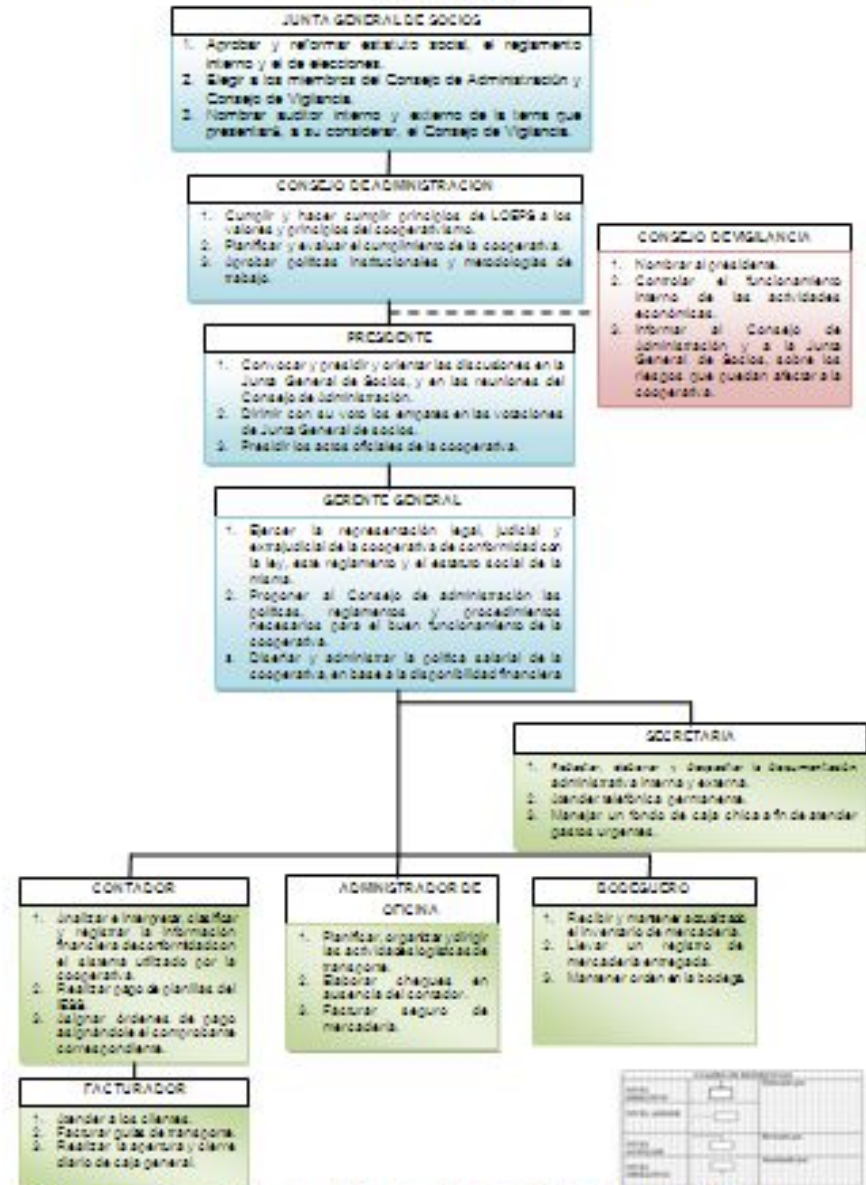 JUNTA GENERAL DE SOCIOS
1. Aprobar y reformar estatuto social, el reglamento
interno y el de elecciones.
2. Elegir a los miembros del Consejo de Administración y
Consejo de Vigilancia.
3. Nombrar auditor interno y externo de la terna que
presentará, a su considerar, el Consejo de Vigilancia.
CONSEJO DE ADMINISTRACION
1. Cumplir y hacer cumplir principios de LOEPS a los
valores y principios del cooperativismo.
2. Planificar y evaluar el cumplimiento de la cooperativa.
3. Aprobar políticas institucionales y metodologías de
trabajo.
CONSEJO DE VIGILANCIA
1. Nombrar al presidente.
2. Controlar el funcionamiento
interno de las actividades
económicas.
3. Informar al Consejo de
Administración y a la Junta
General de Socios, sobre los
riesgos que puedan afectar a la
cooperativa.
PRESIDENTE
1. Convocar y presidir y orientar las discusiones en la
Junta General de Socios, y en las reuniones del
Consejo de Administración.
2. Dirimir con su voto los empates en las votaciones
de Junta General de socios.
3. Presidir los actos oficiales de la cooperativa.
GERENTE GENERAL
1. Ejercer la representación legal, judicial y
extrajudicial de la cooperativa de conformidad con
la ley, este reglamento y el estatuto social de la
misma.
2. Proponer al Consejo de administración las
políticas, reglamentos y procedimientos
necesarios para el buen funcionamiento de la
cooperativa.
Diseñar y administrar la política salarial de la
cooperativa, en base a la disponibilidad financiera
SECRETARIA
1. elaborar y despachar la documentación
administrativa interna y externa.
2. Atender telefónica permanente.
3. Manejar un fondo de caja chica a fin de atender
gastos urgentes.
CONTADOR
1. Analizar e interpretar, clasificar
y registrar la información
financiera de conformidad con
el sistema utilizado por la
cooperativa.
2. Realizar pago de planillas del
IESS.
3. Asignar órdenes de pago
asignándole el comprobante
correspondiente.
ADMINISTRADOR DE
OFICINA
1. Planificar, organizar y dirigir
las actividades logísticas de
transporte.
2. Elaborar cheques en
ausencia del contador.
3. Facturar seguro de
mercadería.
BODEGUERO
1. Recibir y mantener actualizado
el inventario de mercadería.
2. Llevar un registro de
mercadería entregada.
3. Mantener orden en la bodega.
FACTURADOR
1. Atender a los clientes.
2. Facturar guías de transporte.
3. Realizar la apertura y cierre
diario de caja general.